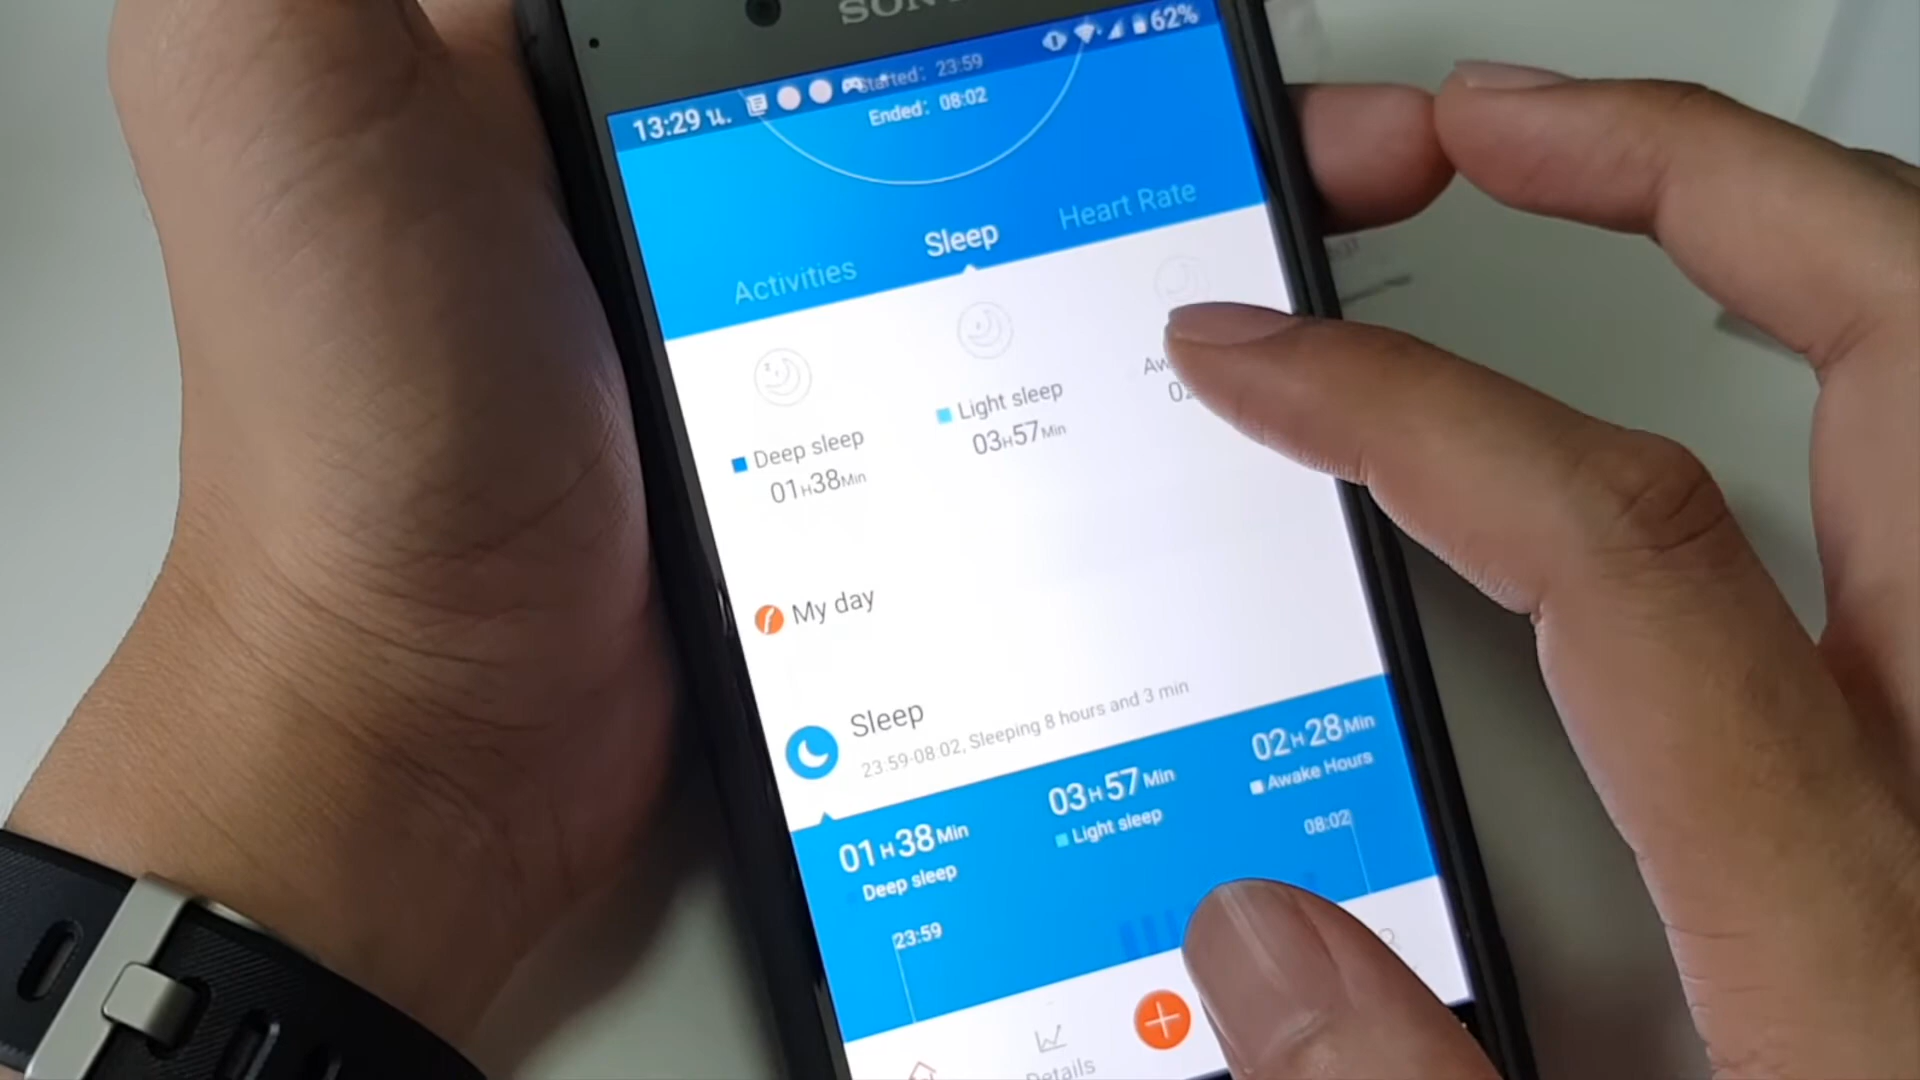 SONY
13:29 น.
62%
Started: 23:59
Ended: 08:02
Activities
Sleep
Heart Rate
Deep sleep
01H38Min
Light sleep
03H57Min
My day
Sleep
23:59-08:02, Sleeping 8 hours and 3 min
01H38Min
Deep sleep
03H57Min
Light sleep
02H28Min
Awake Hours
23:59
08:02
Details